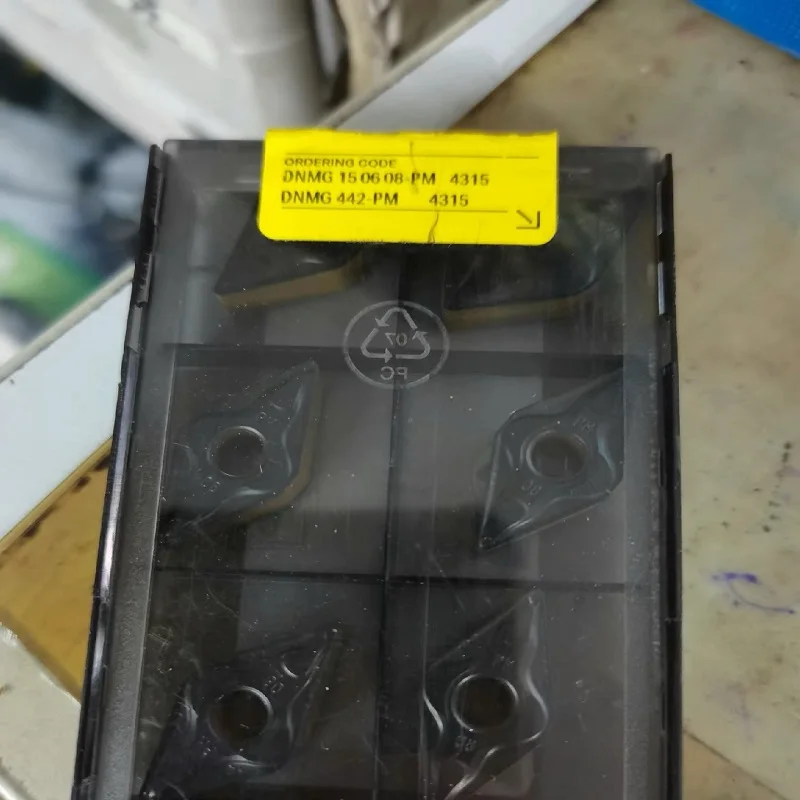 ORDERING CODE
DNMG 15 06 08-PM 4315
DNMG 442-PM 4315
07
PC